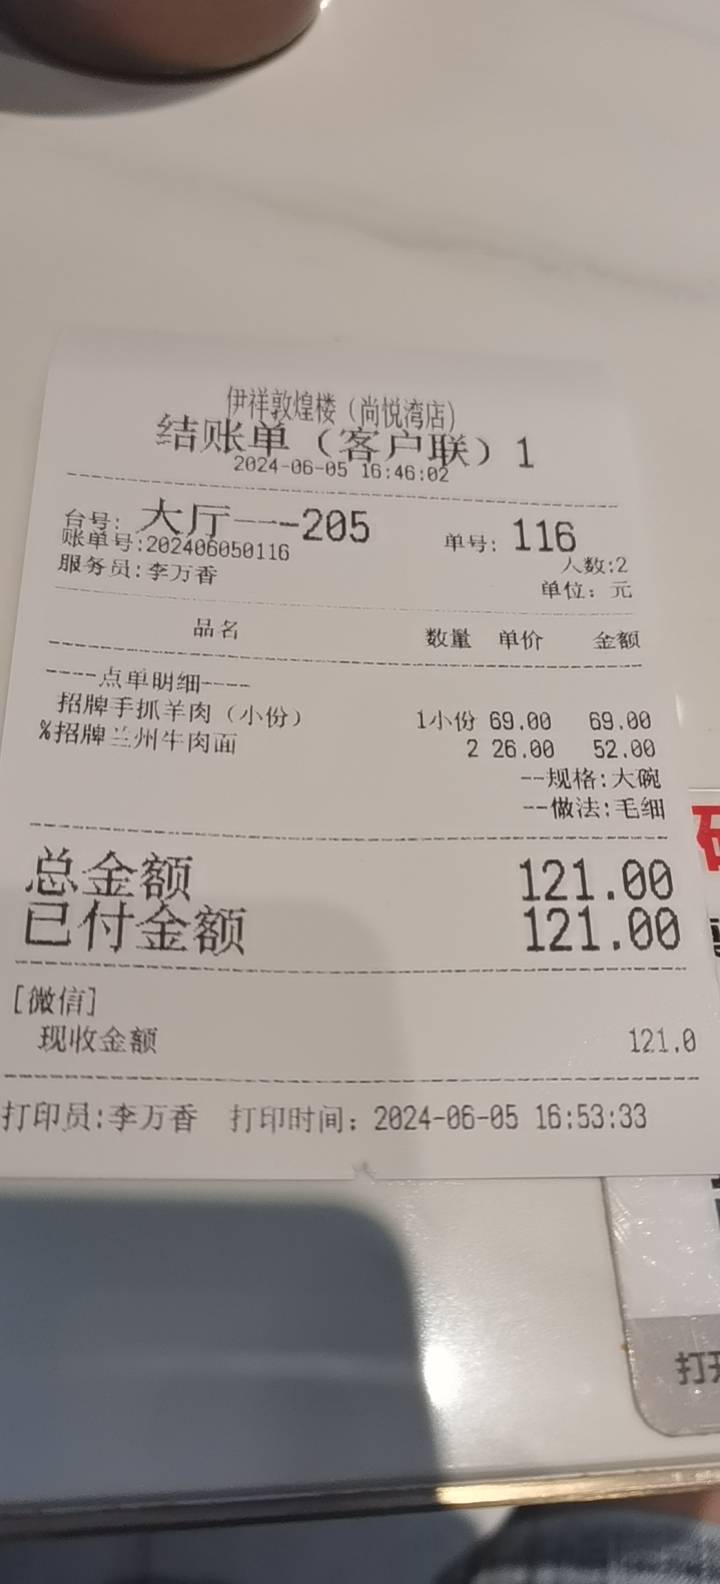 伊祥敦煌楼（尚悦湾店）
结账单（客户联）1
2024-06-05 16:46:02
台号: 大厅---205 单号: 116
账单号:202406050116 人数:2
服务员:李万香 单位：元
品名 数量 单价 金额
----点单明细----
招牌手抓羊肉（小份） 1小份 69.00 69.00
%招牌兰州牛肉面 2 26.00 52.00
--规格:大碗
--做法:毛细
总金额 121.00
已付金额 121.00
[微信]
现收金额 121.0
打印员:李万香 打印时间：2024-06-05 16:53:33
打开